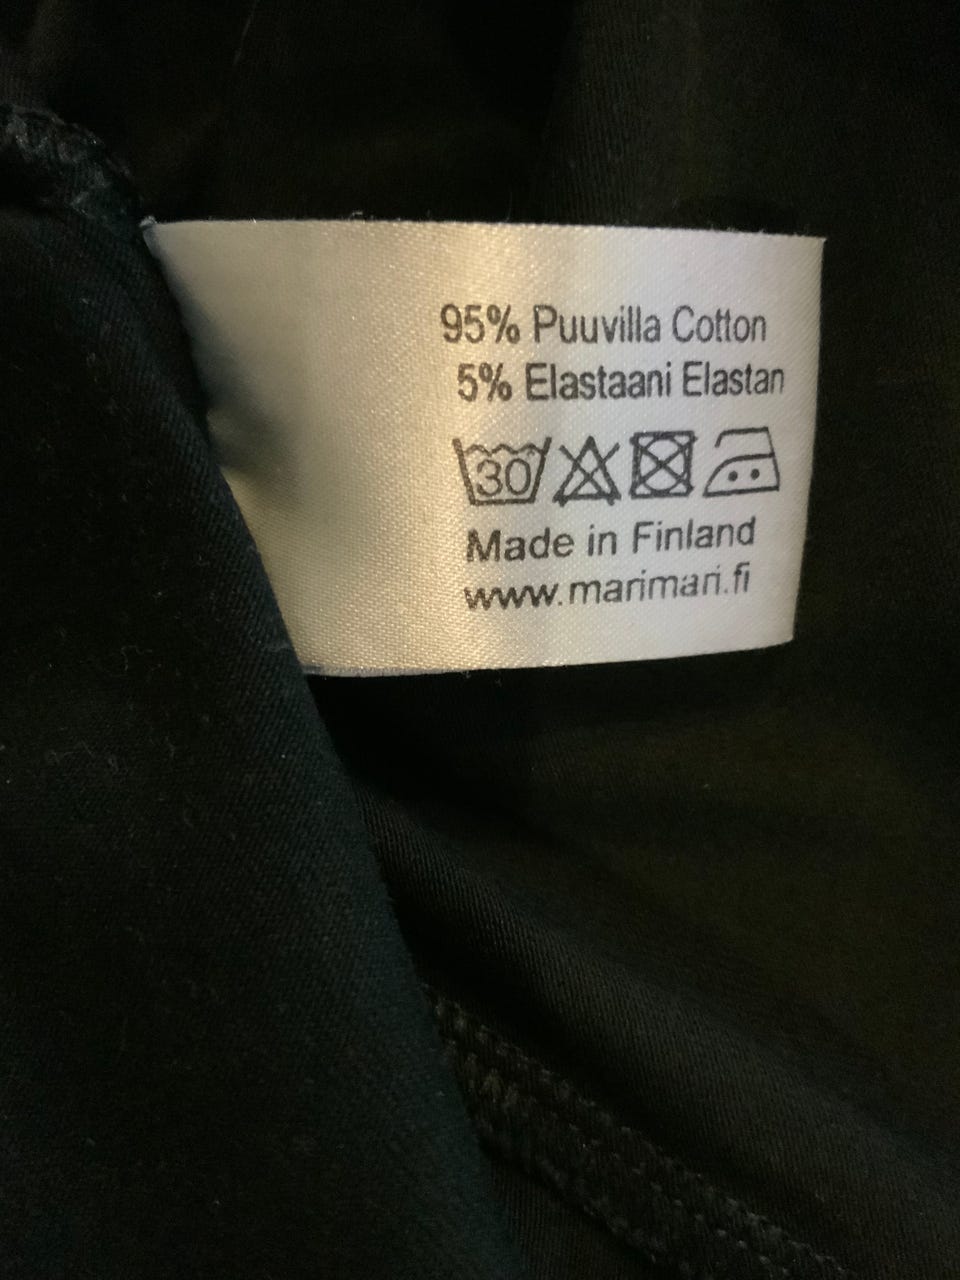 95% Puuvilla Cotton
5% Elastaani Elastan
30
Made in Finland
www.marimari.fi